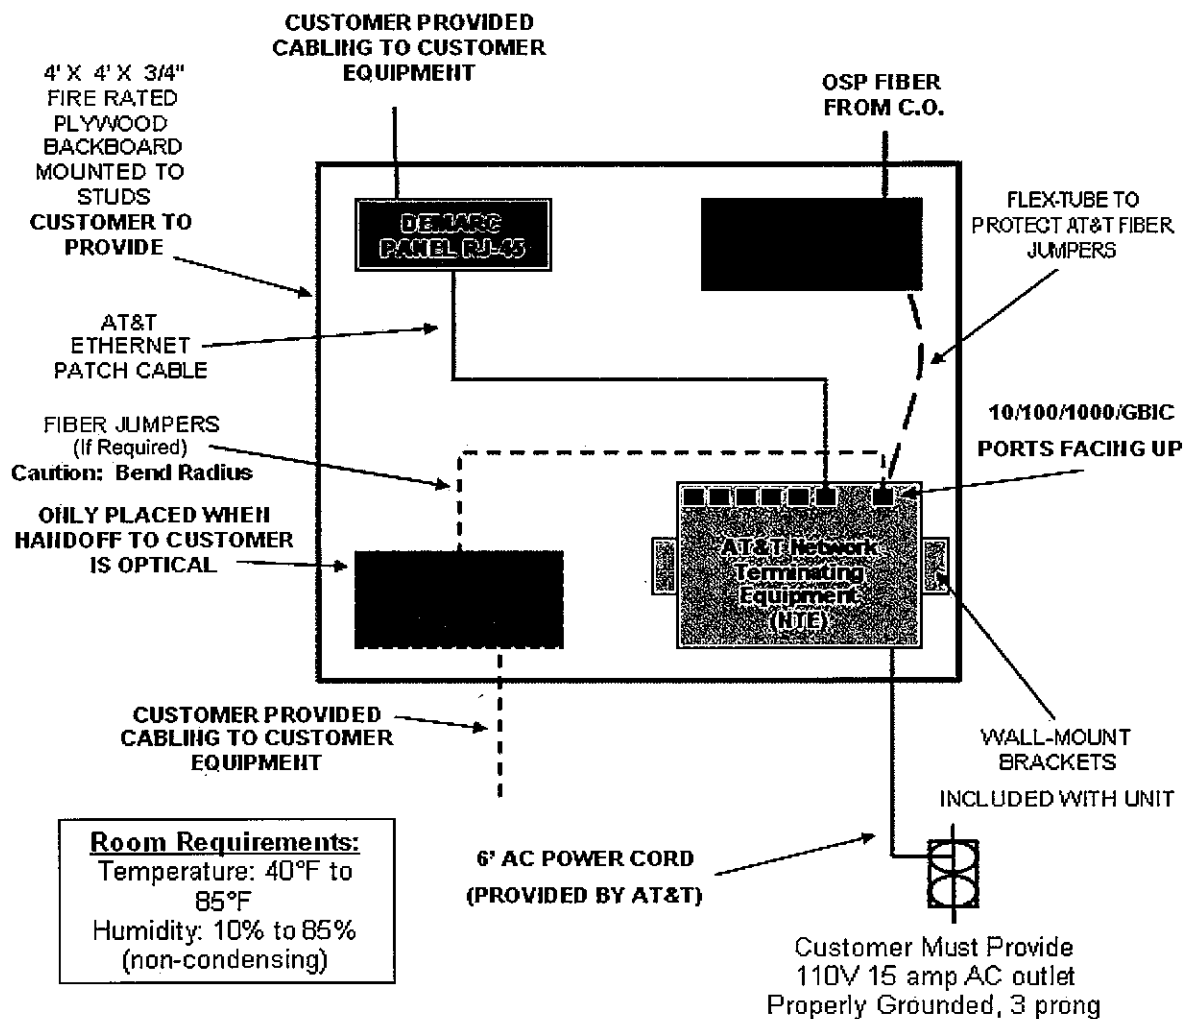 CUSTOMER PROVIDED
CABLING TO CUSTOMER
EQUIPMENT
4' X 4' X 3/4"
FIRE RATED
PLYWOOD
BACKBOARD
MOUNTED TO
STUDS
CUSTOMER TO
PROVIDE
OSP FIBER
FROM C.O.
DEMARC
PANEL RJ-45
FLEX-TUBE TO
PROTECT AT&T FIBER
JUMPERS
AT&T
ETHERNET
PATCH CABLE
10/100/1000/GBIC
PORTS FACING UP
FIBER JUMPERS
(If Required)
Caution: Bend Radius
ONLY PLACED WHEN
HANDOFF TO CUSTOMER
IS OPTICAL
AT&T Network
Terminating
Equipment
(NTE)
CUSTOMER PROVIDED
CABLING TO CUSTOMER
EQUIPMENT
WALL-MOUNT
BRACKETS
INCLUDED WITH UNIT
Room Requirements:
Temperature: 40°F to
85°F
Humidity: 10% to 85%
(non-condensing)
6' AC POWER CORD
(PROVIDED BY AT&T)
Customer Must Provide
110V 15 amp AC outlet
Properly Grounded, 3 prong